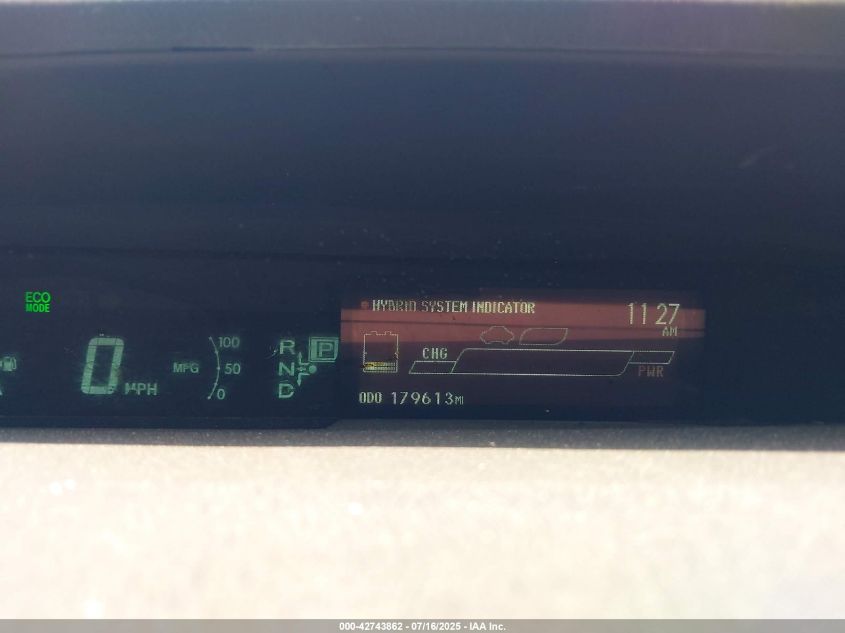 ECO
MODE
HYBRID SYSTEM INDICATOR
11:27
AM
0 MPH
MPG
100
50
0
R
N
D
P
CHG
PWR
ODO 179613 MI
000-42743862 - 07/16/2025 - IAA Inc.